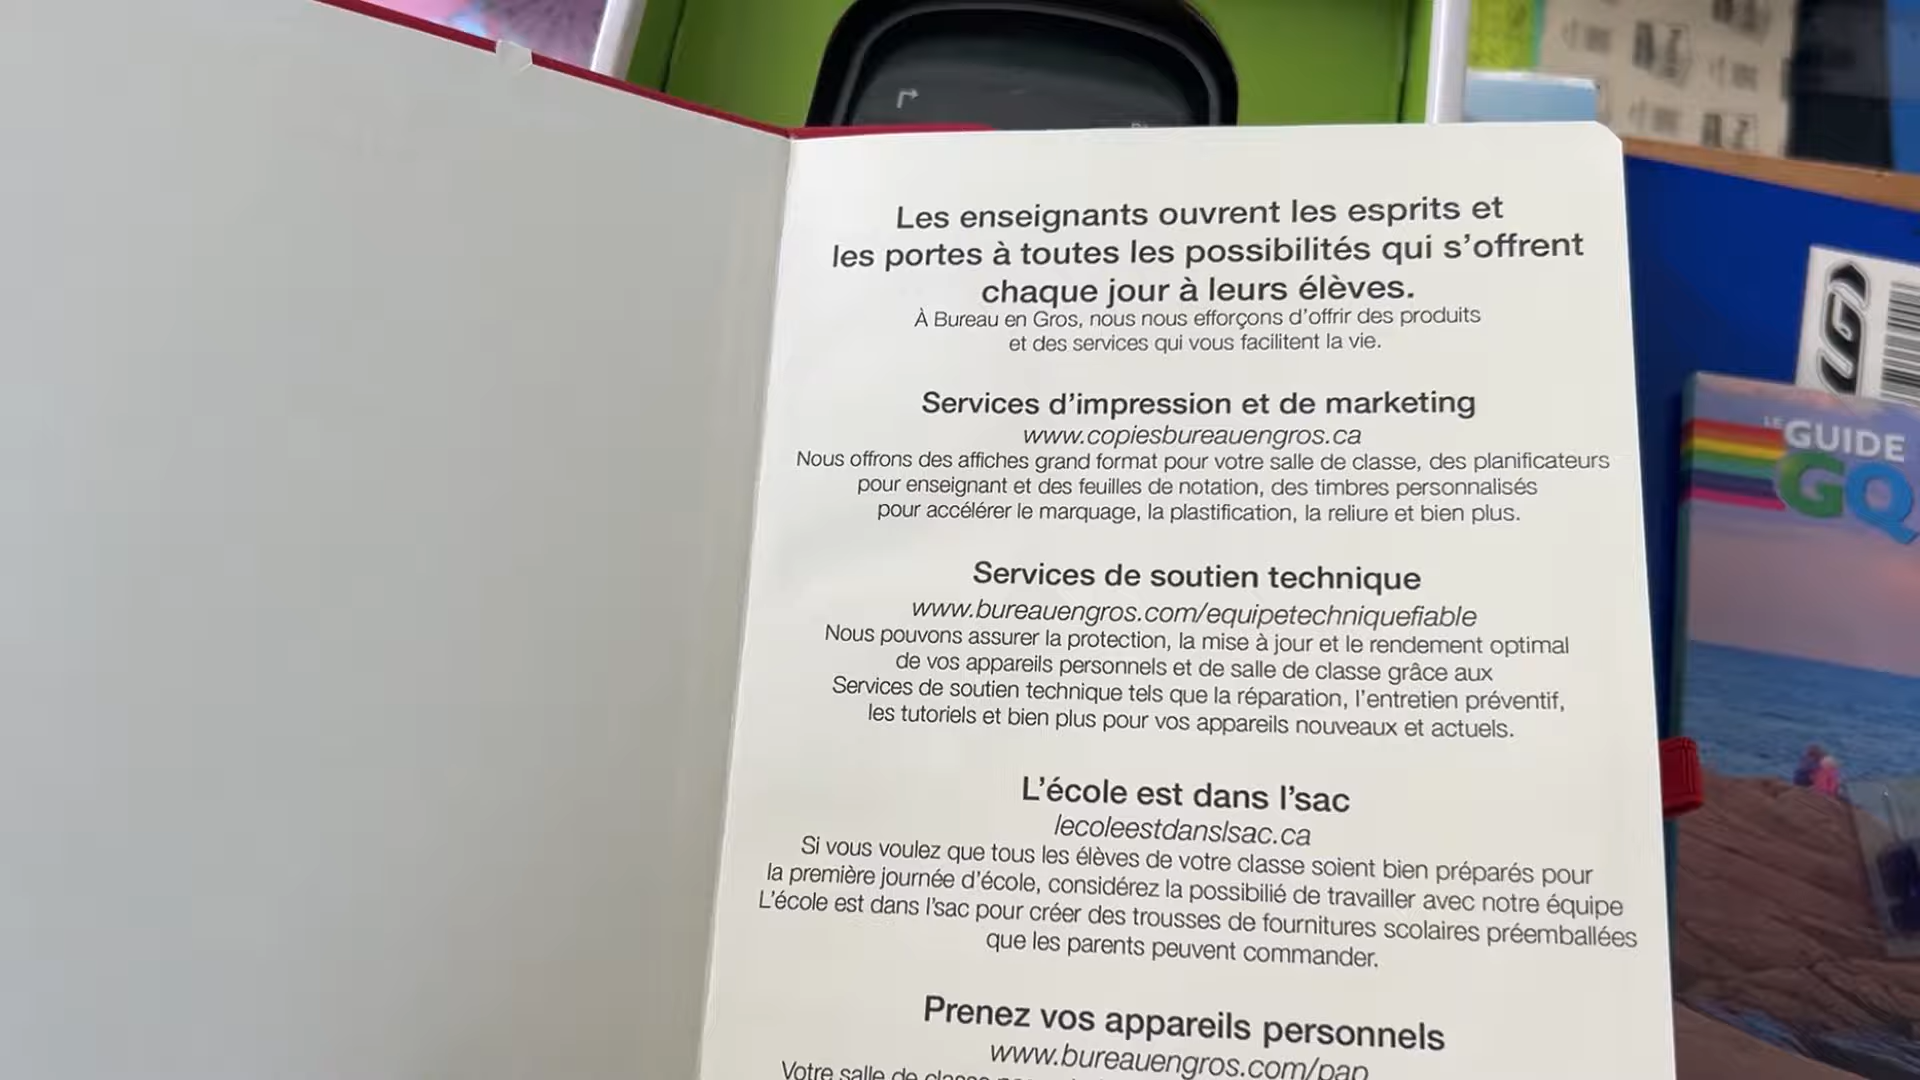 Les enseignants ouvrent les esprits et
les portes à toutes les possibilités qui s'offrent
chaque jour à leurs élèves.
À Bureau en Gros, nous nous efforçons d'offrir des produits
et des services qui vous facilitent la vie.
Services d'impression et de marketing
www.copiesbureauengros.ca
Nous offrons des affiches grand format pour votre salle de classe, des planificateurs
pour enseignant et des feuilles de notation, des timbres personnalisés
pour accélérer le marquage, la plastification, la reliure et bien plus.
Services de soutien technique
www.bureauengros.com/equipetechniquefiable
Nous pouvons assurer la protection, la mise à jour et le rendement optimal
de vos appareils personnels et de salle de classe grâce aux
Services de soutien technique tels que la réparation, l'entretien préventif,
les tutoriels et bien plus pour vos appareils nouveaux et actuels.
L'école est dans l'sac
lecoleestdanslsac.ca
Si vous voulez que tous les élèves de votre classe soient bien préparés pour
la première journée d'école, considérez la possibilié de travailler avec notre équipe
L'école est dans l'sac pour créer des trousses de fournitures scolaires préemballées
que les parents peuvent commander.
Prenez vos appareils personnels
www.bureauengros.com/pap
Votre salle de classe
LE GUIDE
GQ